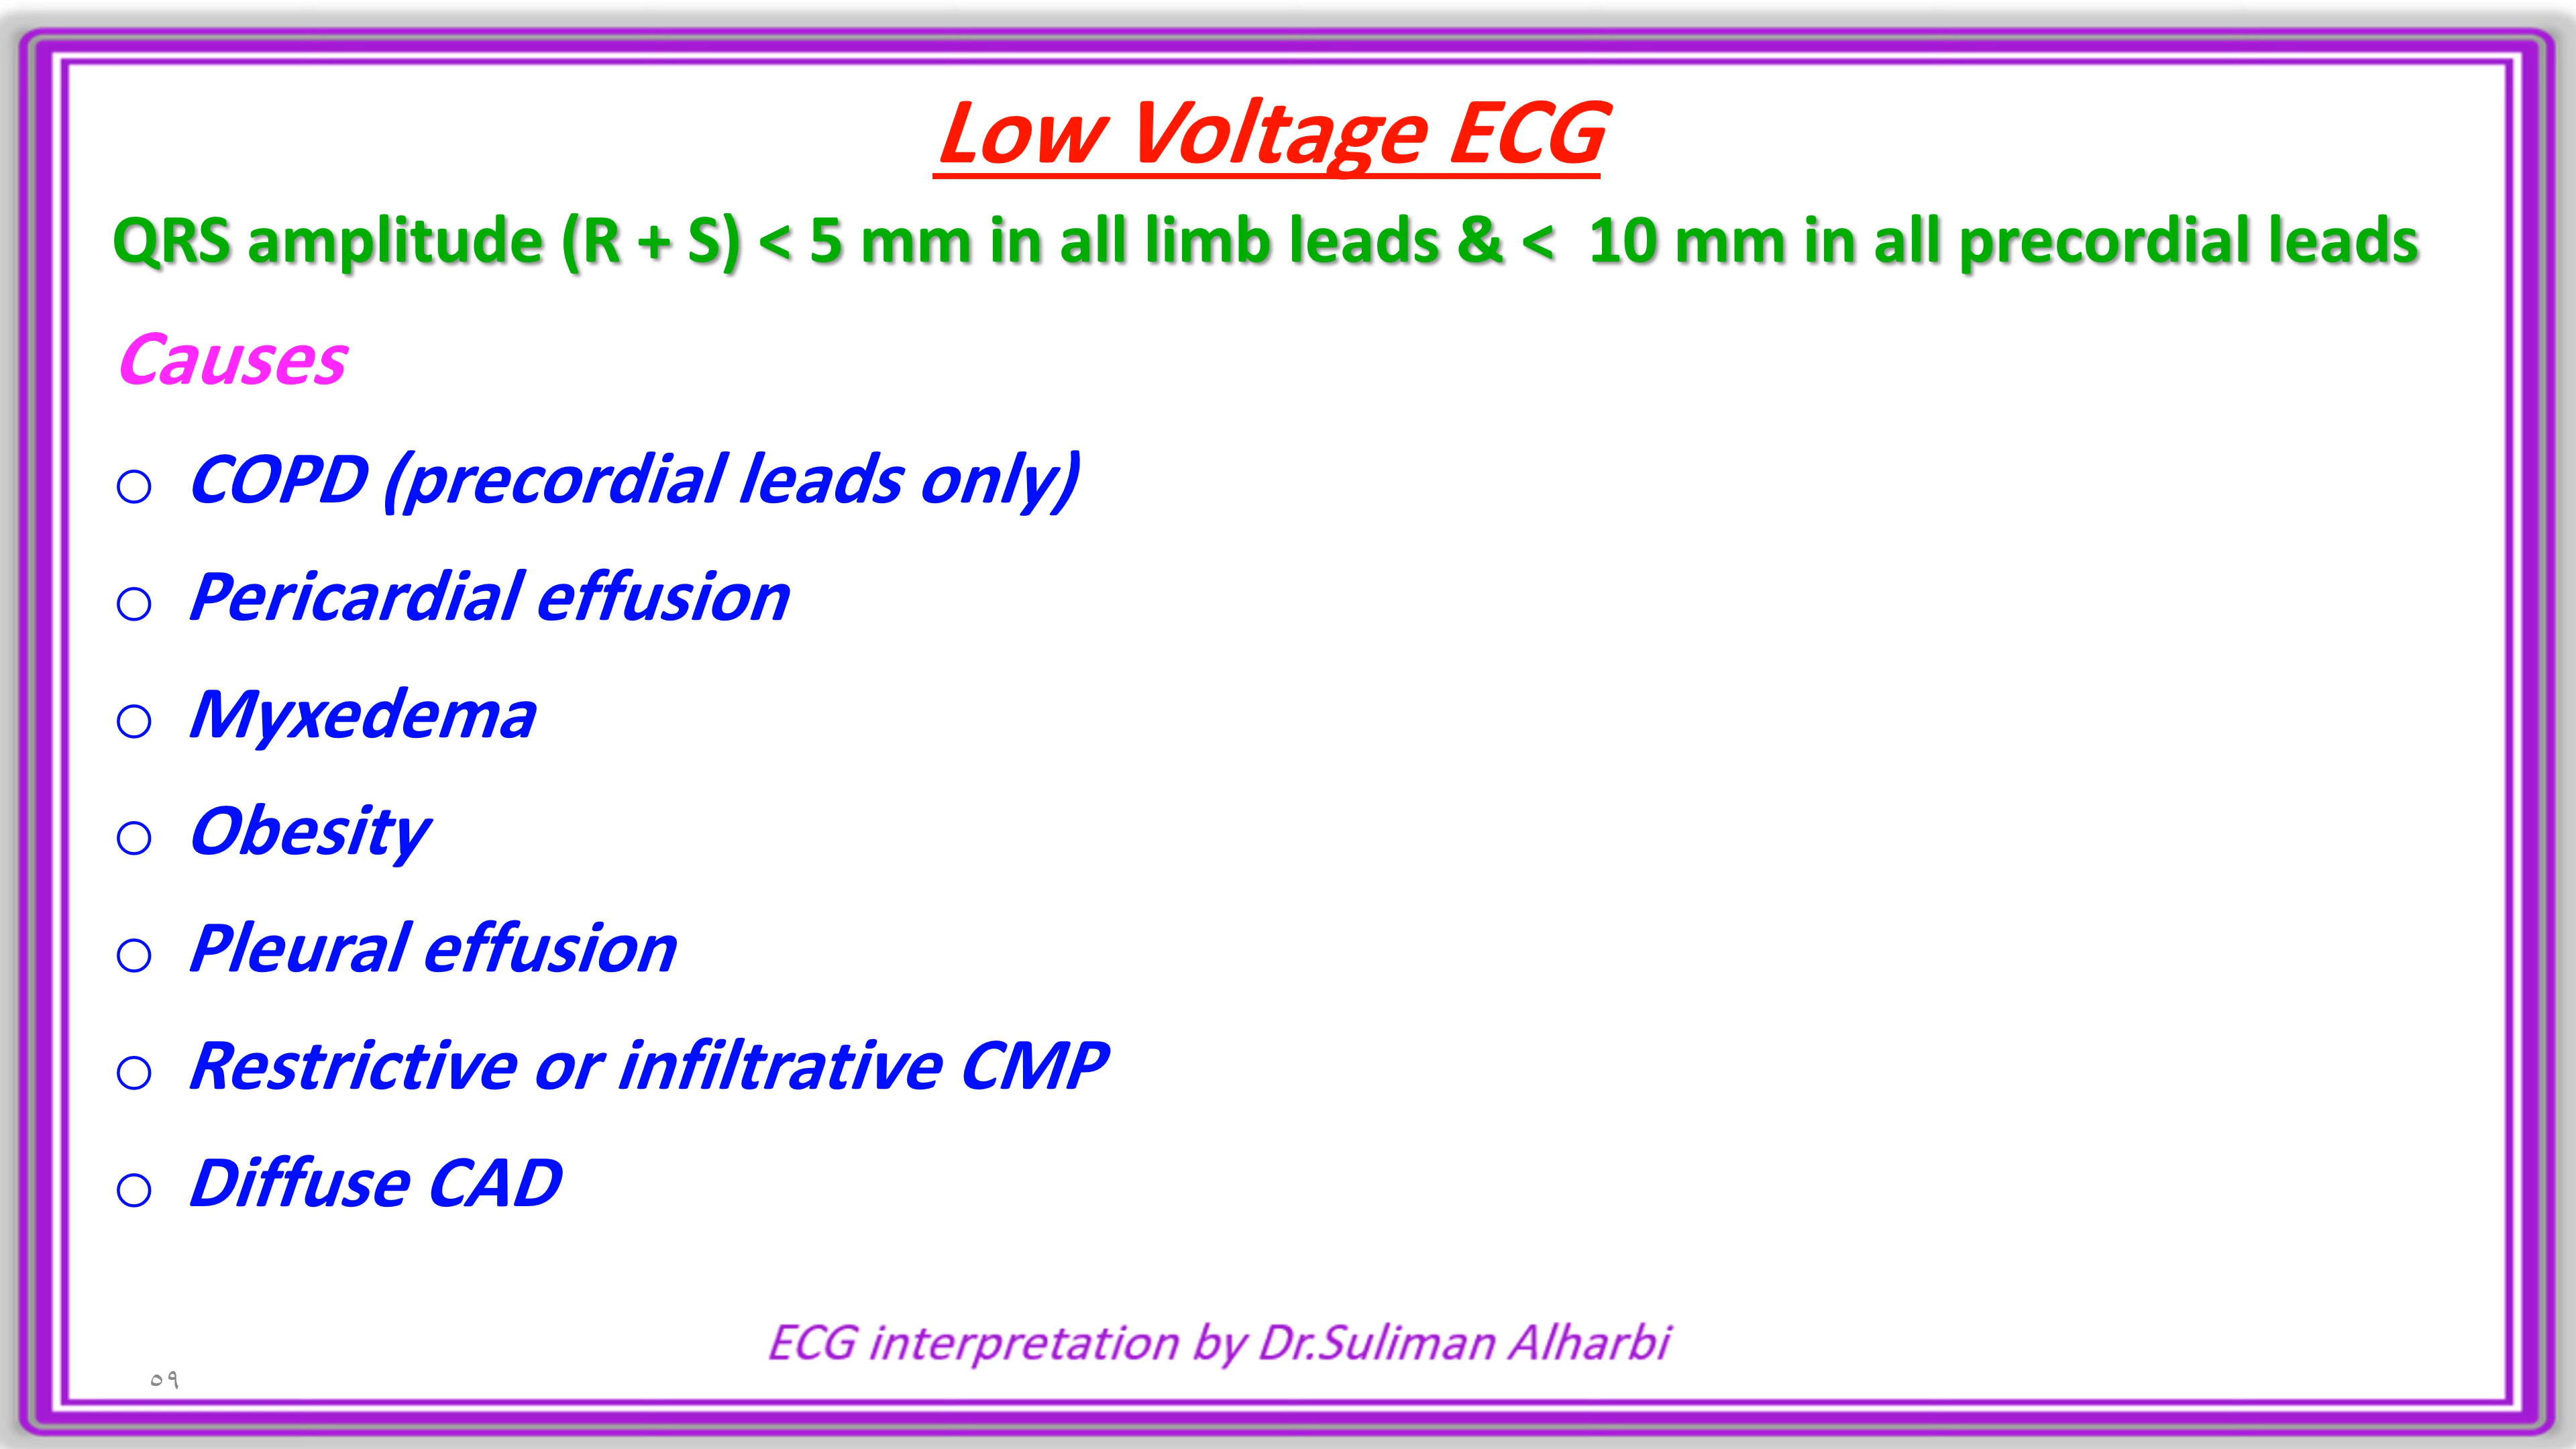 Low Voltage ECG
QRS amplitude (R + S) < 5 mm in all limb leads & < 10 mm in all precordial leads
Causes
○ COPD (precordial leads only)
○ Pericardial effusion
○ Myxedema
○ Obesity
○ Pleural effusion
○ Restrictive or infiltrative CMP
○ Diffuse CAD
ECG interpretation by Dr.Suliman Alharbi
٥٩